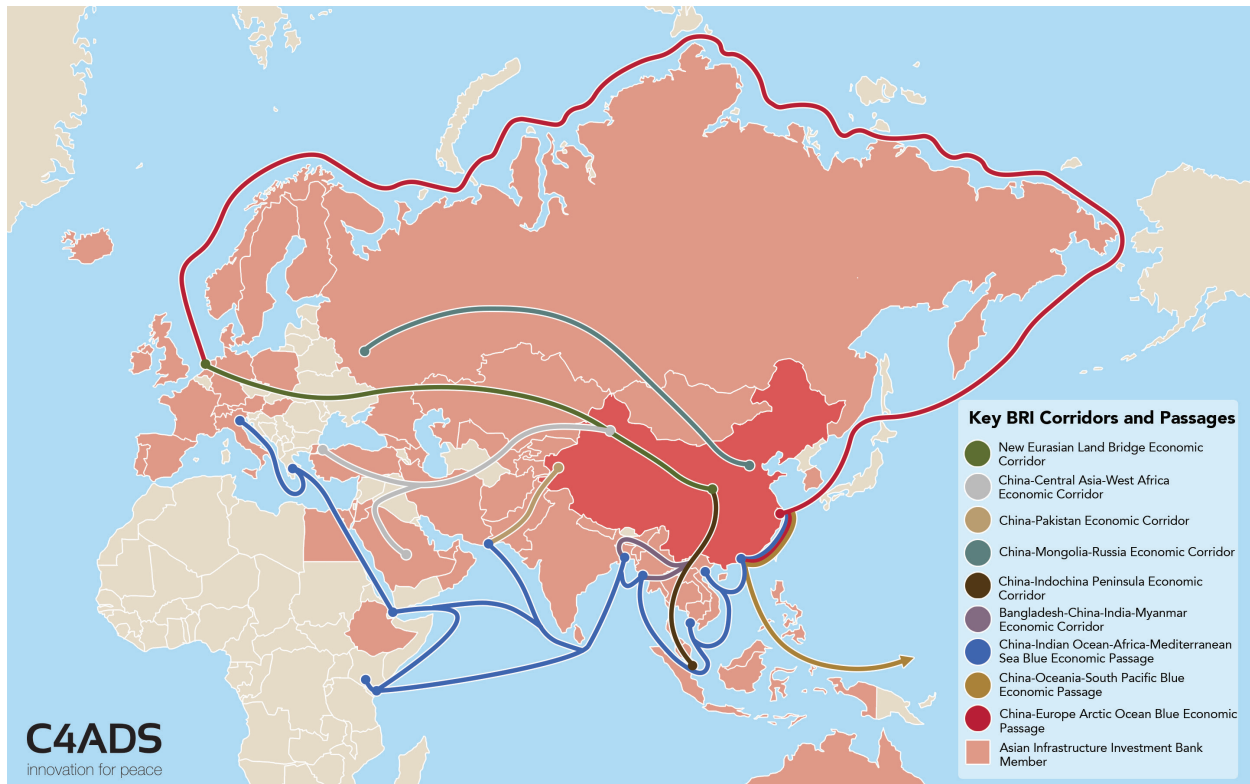 Key BRI Corridors and Passages
New Eurasian Land Bridge Economic
Corridor
China-Central Asia-West Africa
Economic Corridor
China-Pakistan Economic Corridor
China-Mongolia-Russia Economic Corridor
China-Indochina Peninsula Economic
Corridor
Bangladesh-China-India-Myanmar
Economic Corridor
China-Indian Ocean-Africa-Mediterranean
Sea Blue Economic Passage
China-Oceania-South Pacific Blue
Economic Passage
China-Europe Arctic Ocean Blue Economic
Passage
Asian Infrastructure Investment Bank
Member
C4ADS
innovation for peace